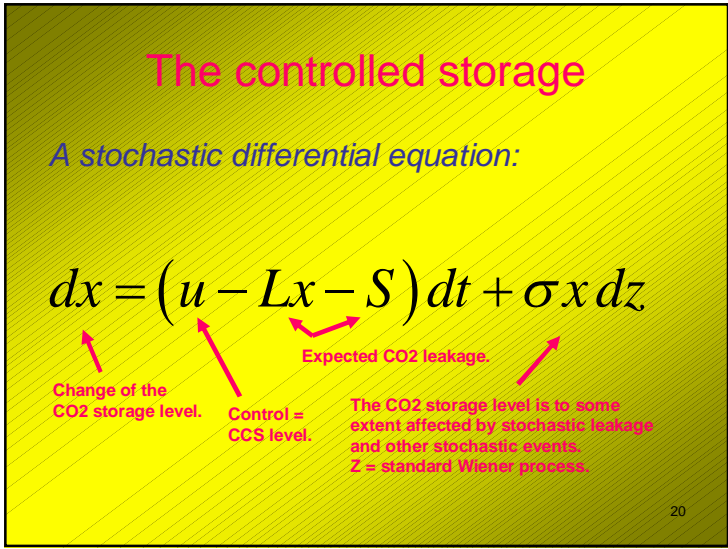 The controlled storage
A stochastic differential equation:
dx = (u − Lx − S) dt + σ x dz
Expected CO2 leakage.
Change of the
CO2 storage level.
Control =
CCS level.
The CO2 storage level is to some
extent affected by stochastic leakage
and other stochastic events.
Z = standard Wiener process.
20